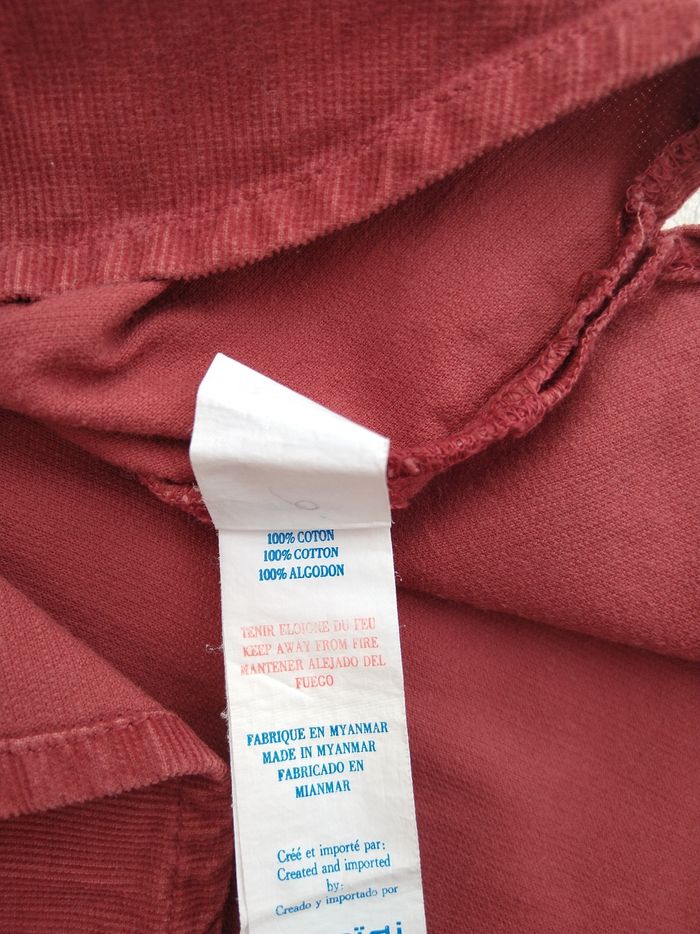 100% COTON
100% COTTON
100% ALGODON
TENIR ELOIGNE DU FEU
KEEP AWAY FROM FIRE
MANTENER ALEJADO DEL
FUEGO
FABRIQUE EN MYANMAR
MADE IN MYANMAR
FABRICADO EN
MIANMAR
Créé et importé par:
Created and imported
by:
Creado y importado por